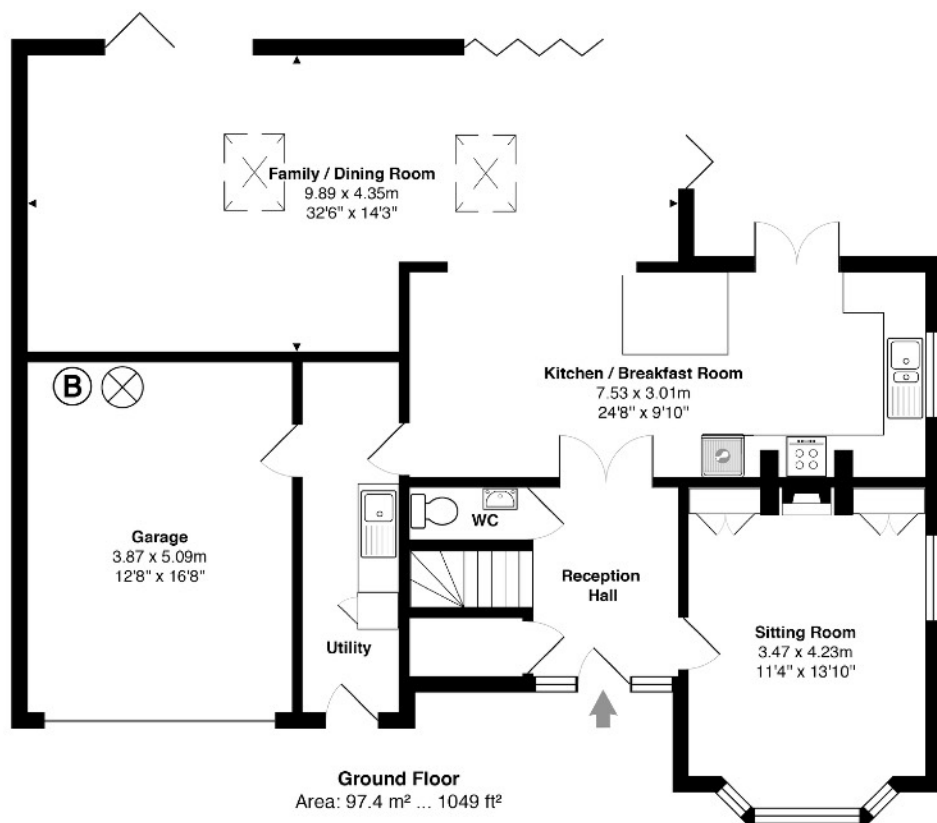 Family / Dining Room
9.89 x 4.35m
32'6" x 14'3"
Kitchen / Breakfast Room
7.53 x 3.01m
24'8" x 9'10"
B
WC
Garage
3.87 x 5.09m
12'8" x 16'8"
Reception
Hall
Utility
Sitting Room
3.47 x 4.23m
11'4" x 13'10"
Ground Floor
Area: 97.4 m² ... 1049 ft²